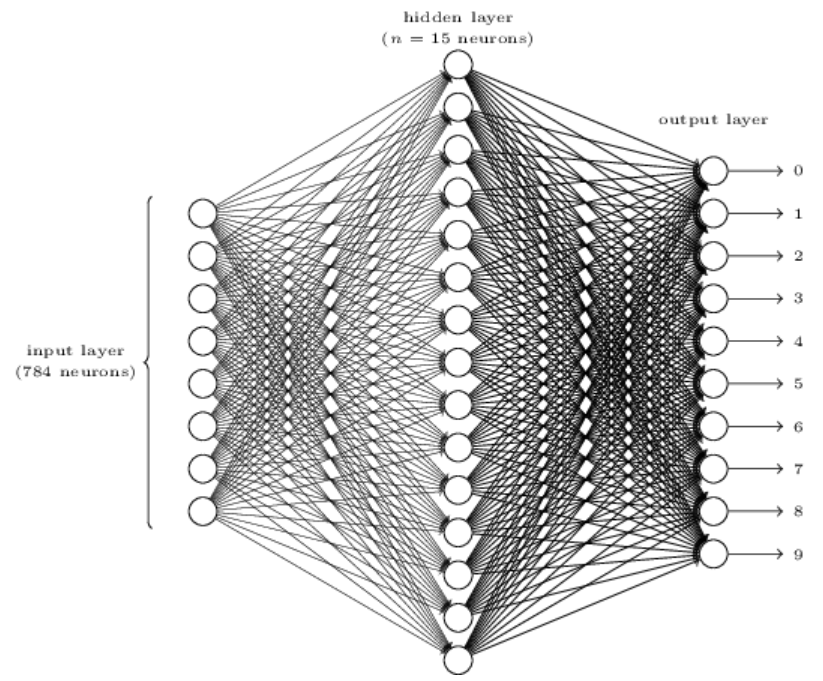 hidden layer
(n = 15 neurons)
output layer
input layer
(784 neurons)
0
1
2
3
4
5
6
7
8
9